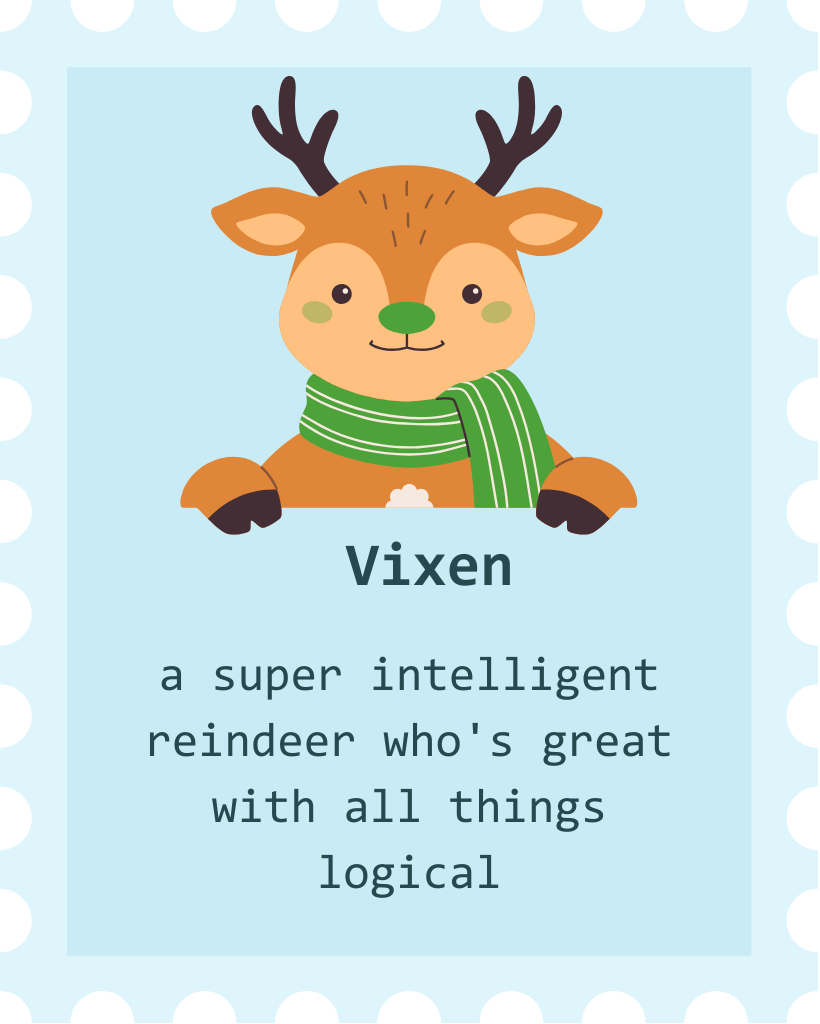 Vixen
a super intelligent
reindeer who's great
with all things
logical